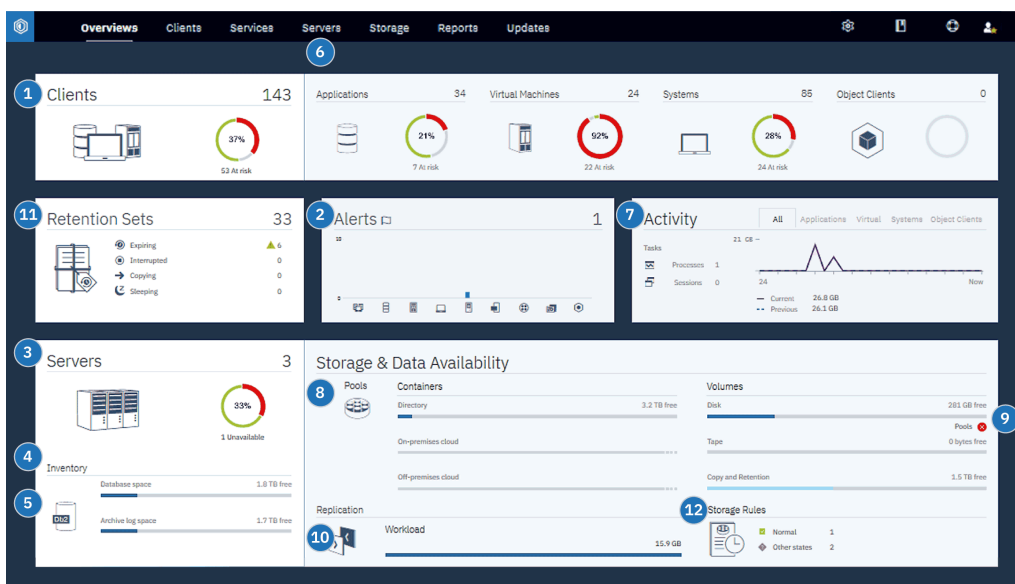 Overviews Clients Services Servers Storage Reports Updates
6
1 Clients 143
Applications 34 Virtual Machines 24 Systems 85 Object Clients 0
37% 21% 92% 28%
53 At risk 7 At risk 22 At risk 24 At risk
11 Retention Sets 33
Expiring 6
Interrupted 0
Copying 0
Sleeping 0
2 Alerts 1
10
0
7 Activity All Applications Virtual Systems Object Clients
Tasks 21 GB
Processes 1
Sessions 0
24 Now
Current 26.8 GB
Previous 26.1 GB
3 Servers 3
33%
1 Unavailable
4 Inventory
Database space 1.8 TB free
5 Db2
Archive log space 1.7 TB free
Storage & Data Availability
8 Pools Containers Volumes
Directory 3.2 TB free Disk 281 GB free
Pools 9
On-premises cloud Tape 0 bytes free
Off-premises cloud Copy and Retention 1.5 TB free
Replication 12 Storage Rules
10 Workload 15.9 GB
Normal 1
Other states 2